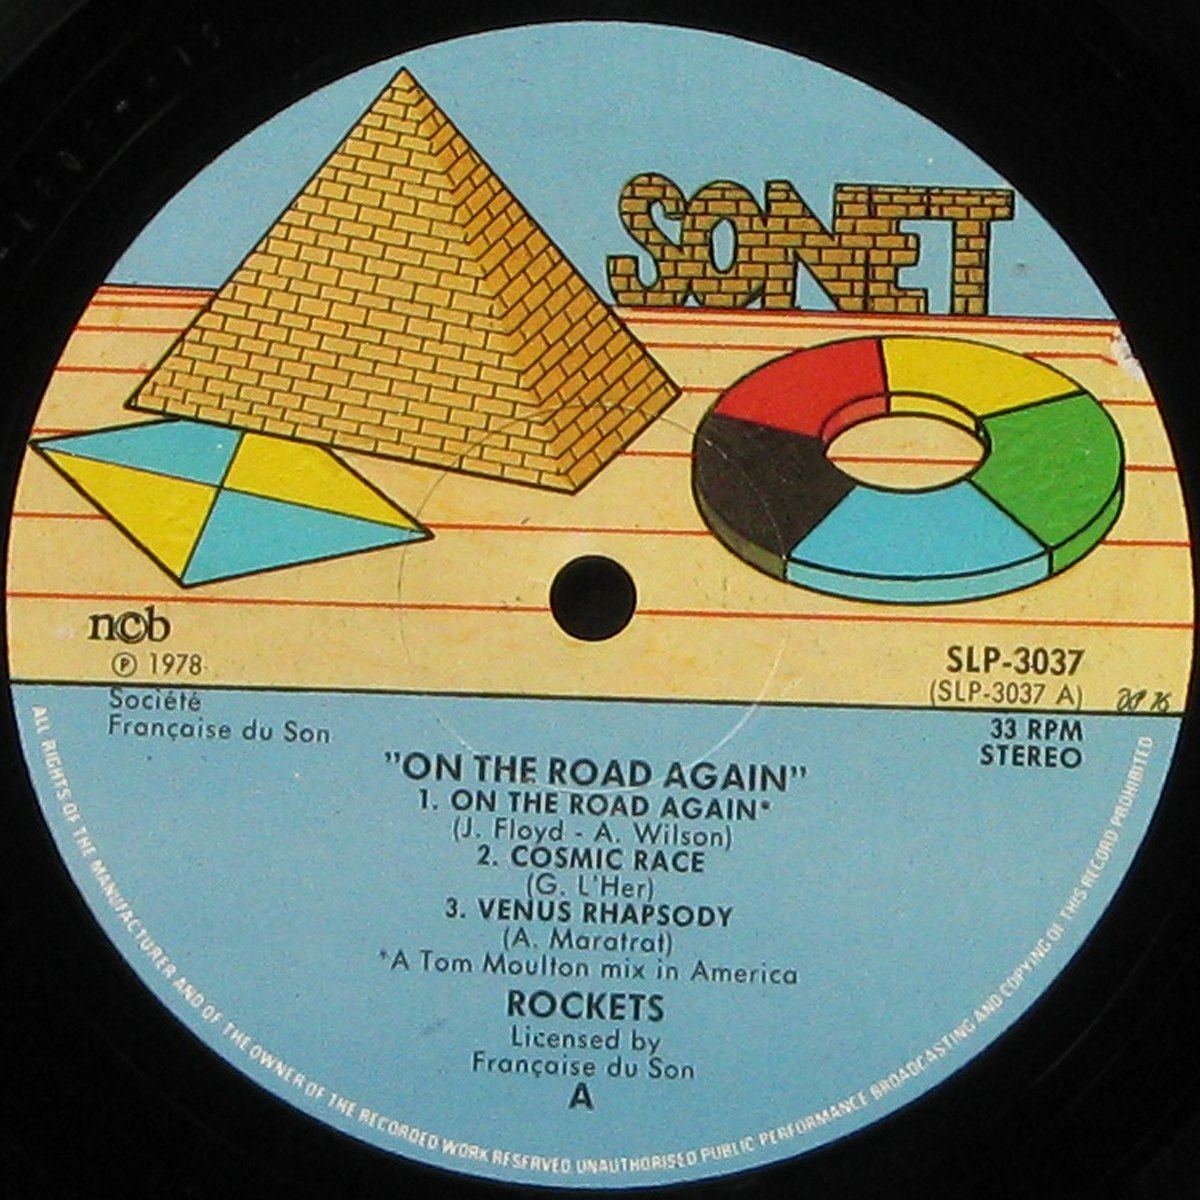 SONET
ncb
℗ 1978
Société
Française du Son
SLP-3037
(SLP-3037 A)
33 RPM
STEREO
"ON THE ROAD AGAIN"
1. ON THE ROAD AGAIN*
(J. Floyd - A. Wilson)
2. COSMIC RACE
(G. L'Her)
3. VENUS RHAPSODY
(A. Maratrat)
*A Tom Moulton mix in America
ROCKETS
Licensed by
Française du Son
A
ALL RIGHTS OF THE MANUFACTURER AND OF THE OWNER OF THE RECORDED WORK RESERVED UNAUTHORISED PUBLIC PERFORMANCE BROADCASTING AND COPYING OF THIS RECORD PROHIBITED